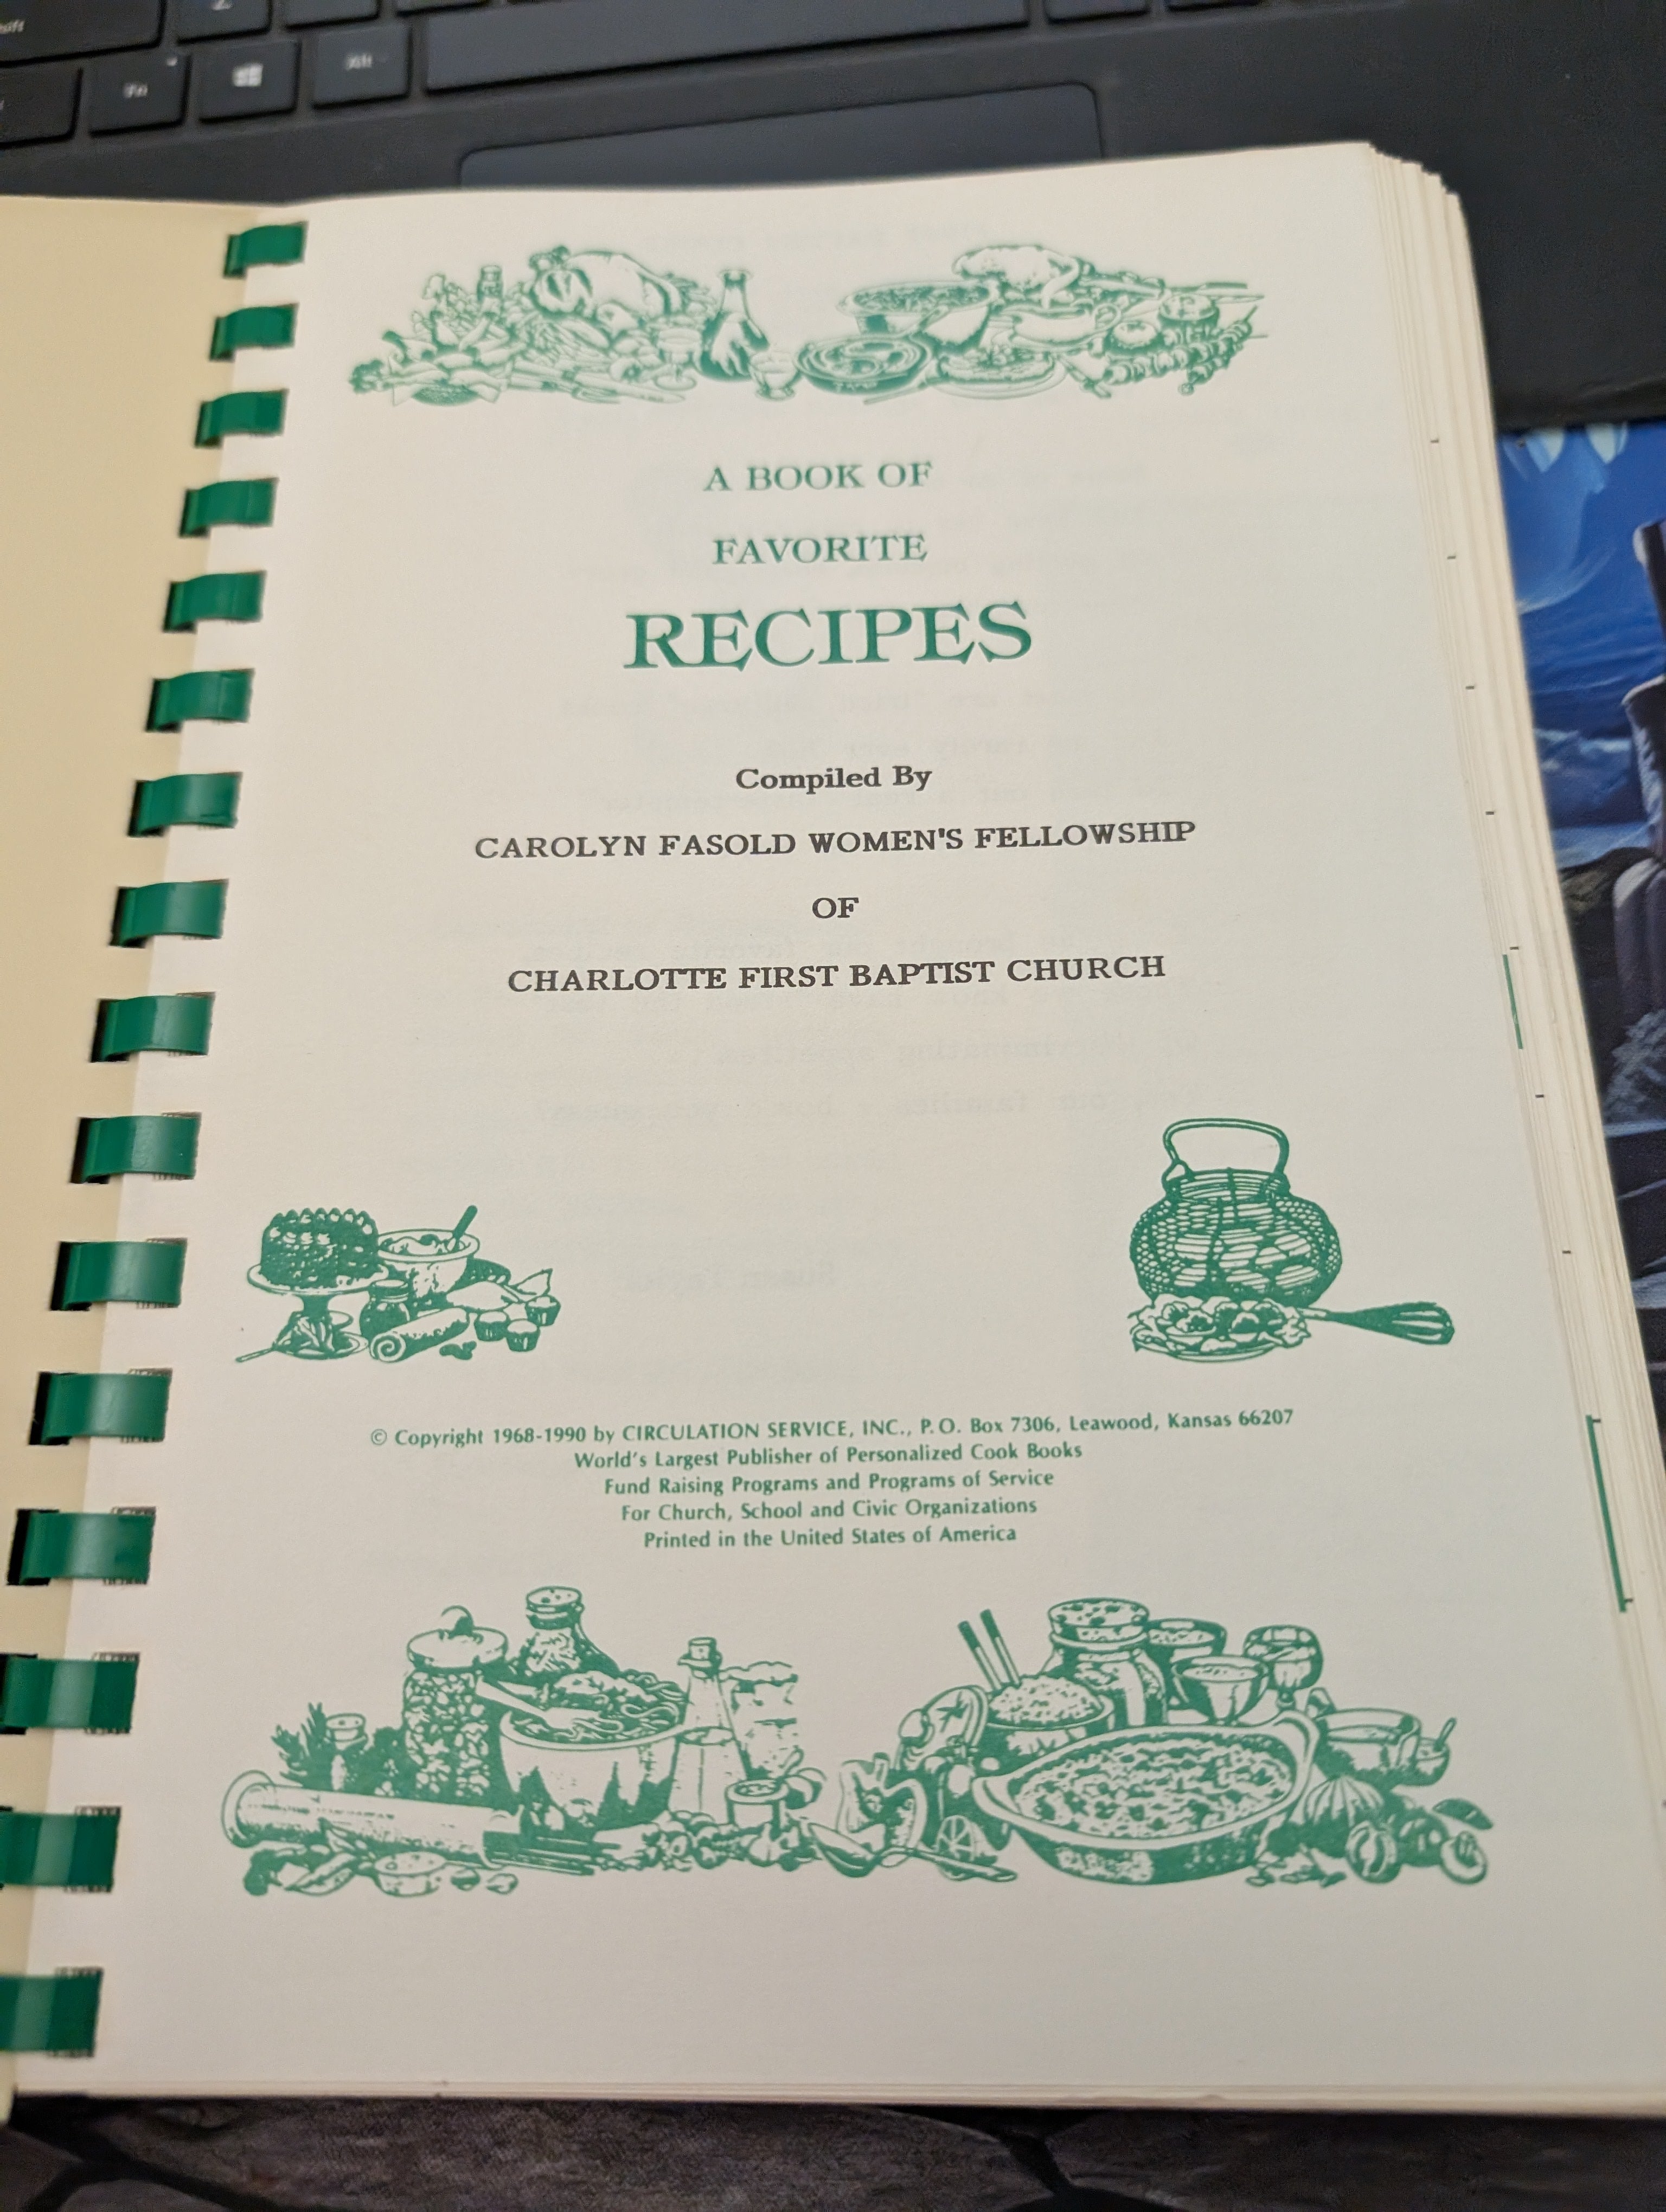 Fn
Alt
A BOOK OF
FAVORITE
RECIPES
Compiled By
CAROLYN FASOLD WOMEN'S FELLOWSHIP
OF
CHARLOTTE FIRST BAPTIST CHURCH
© Copyright 1968-1990 by CIRCULATION SERVICE, INC., P.O. Box 7306, Leawood, Kansas 66207
World's Largest Publisher of Personalized Cook Books
Fund Raising Programs and Programs of Service
For Church, School and Civic Organizations
Printed in the United States of America